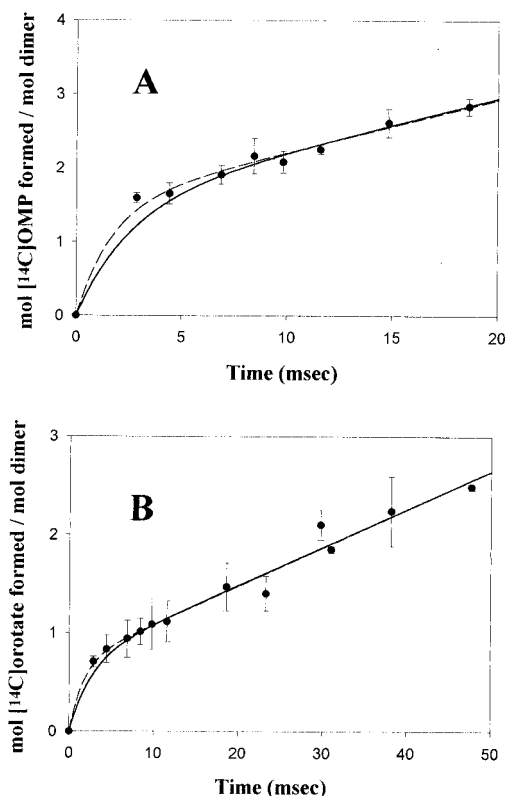 4
3
2
1
0
A
mol [¹⁴C]OMP formed / mol dimer
0 5 10 15 20
Time (msec)
3
2
1
0
B
mol [¹⁴C]orotate formed / mol dimer
0 10 20 30 40 50
Time (msec)